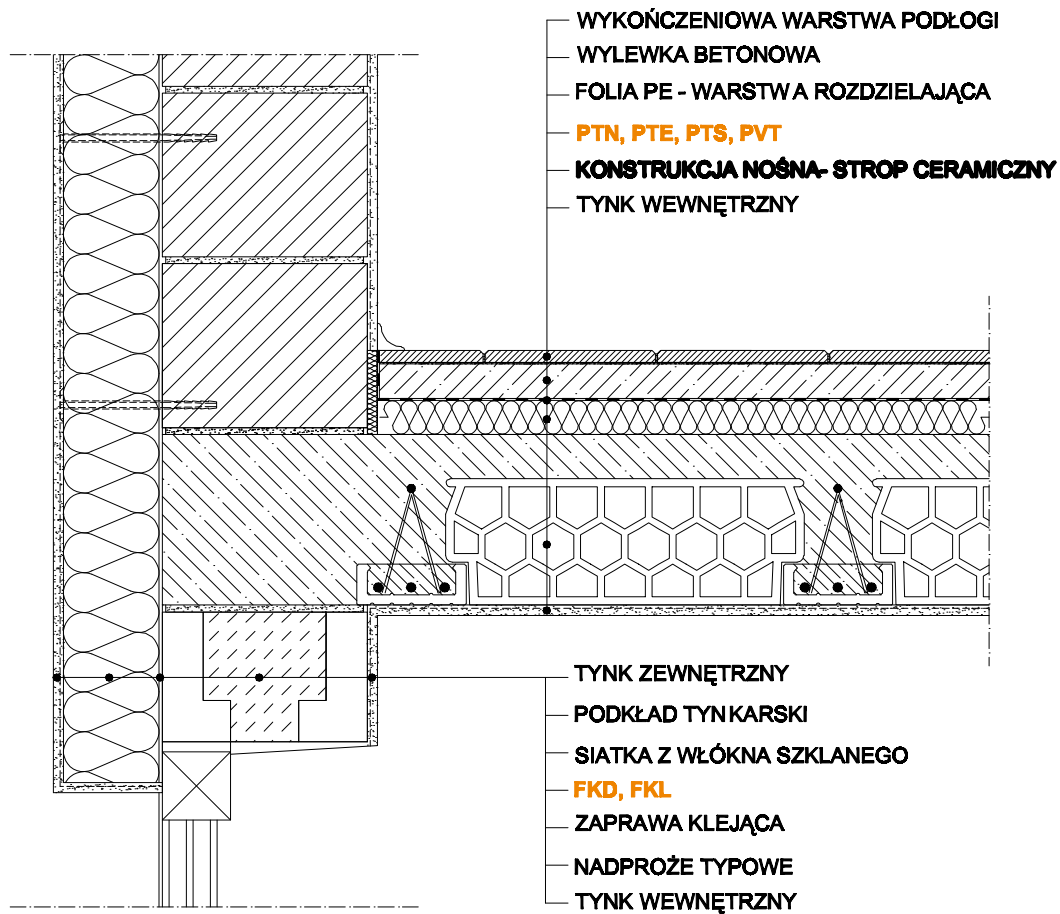 WYKOŃCZENIOWA WARSTWA PODŁOGI
WYLEWKA BETONOWA
FOLIA PE - WARSTWA ROZDZIELAJĄCA
PTN, PTE, PTS, PVT
KONSTRUKCJA NOŚNA- STROP CERAMICZNY
TYNK WEWNĘTRZNY
TYNK ZEWNĘTRZNY
PODKŁAD TYNKARSKI
SIATKA Z WŁÓKNA SZKLANEGO
FKD, FKL
ZAPRAWA KLEJĄCA
NADPROŻE TYPOWE
TYNK WEWNĘTRZNY